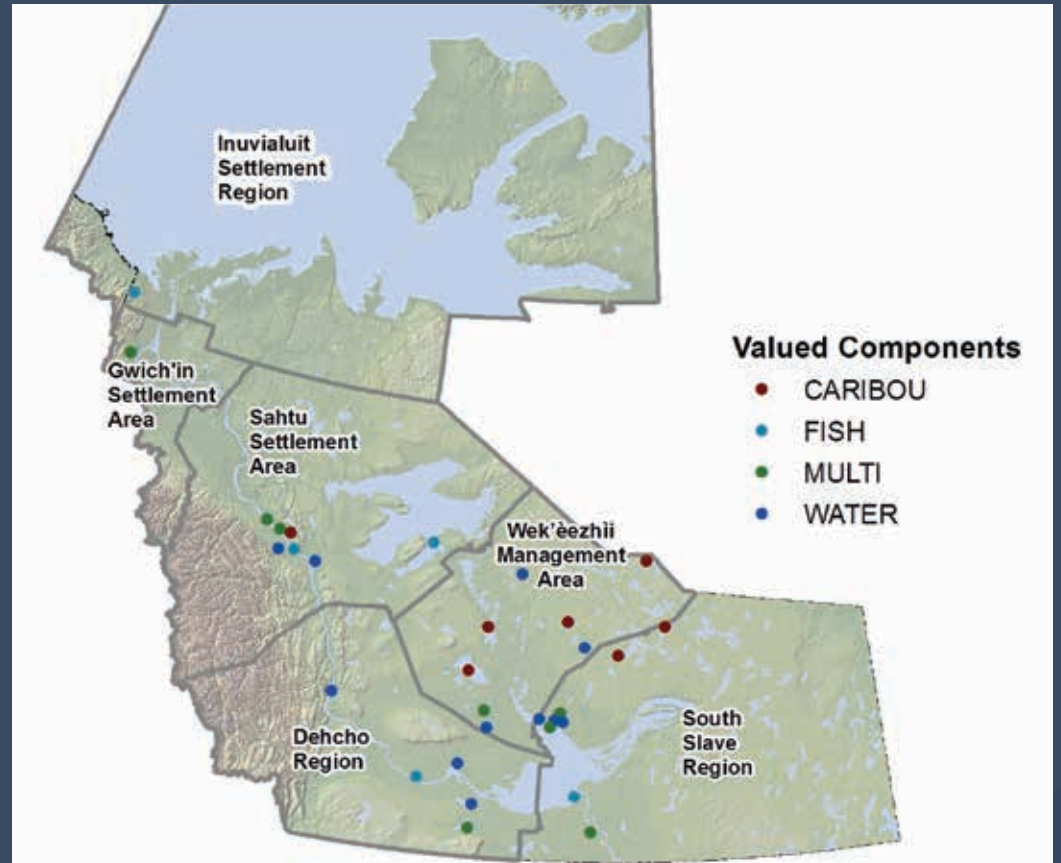 Inuvialuit
Settlement
Region
Gwich'in
Settlement
Area
Sahtu
Settlement
Area
Wek'èezhìi
Management
Area
Dehcho
Region
South
Slave
Region
Valued Components
CARIBOU
FISH
MULTI
WATER